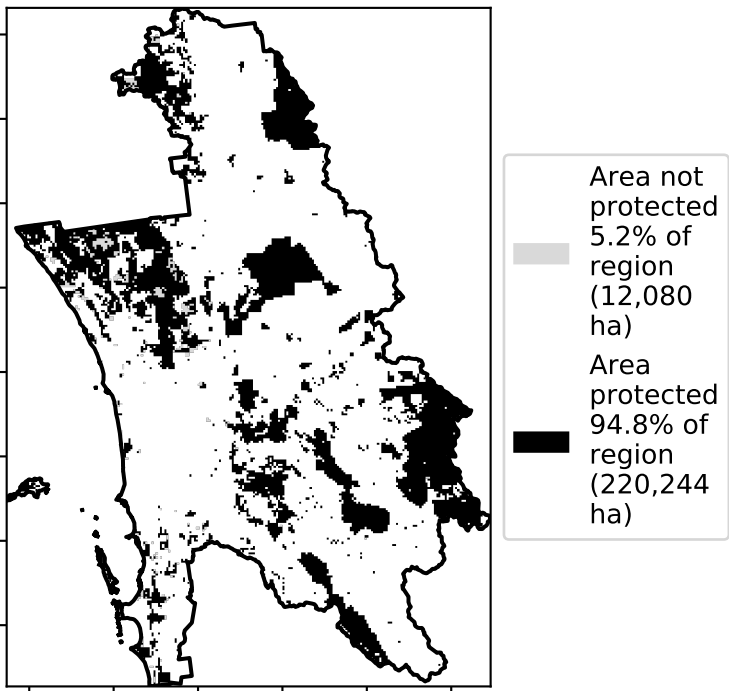 Area not
protected
5.2% of
region
(12,080
ha)
Area
protected
94.8% of
region
(220,244
ha)